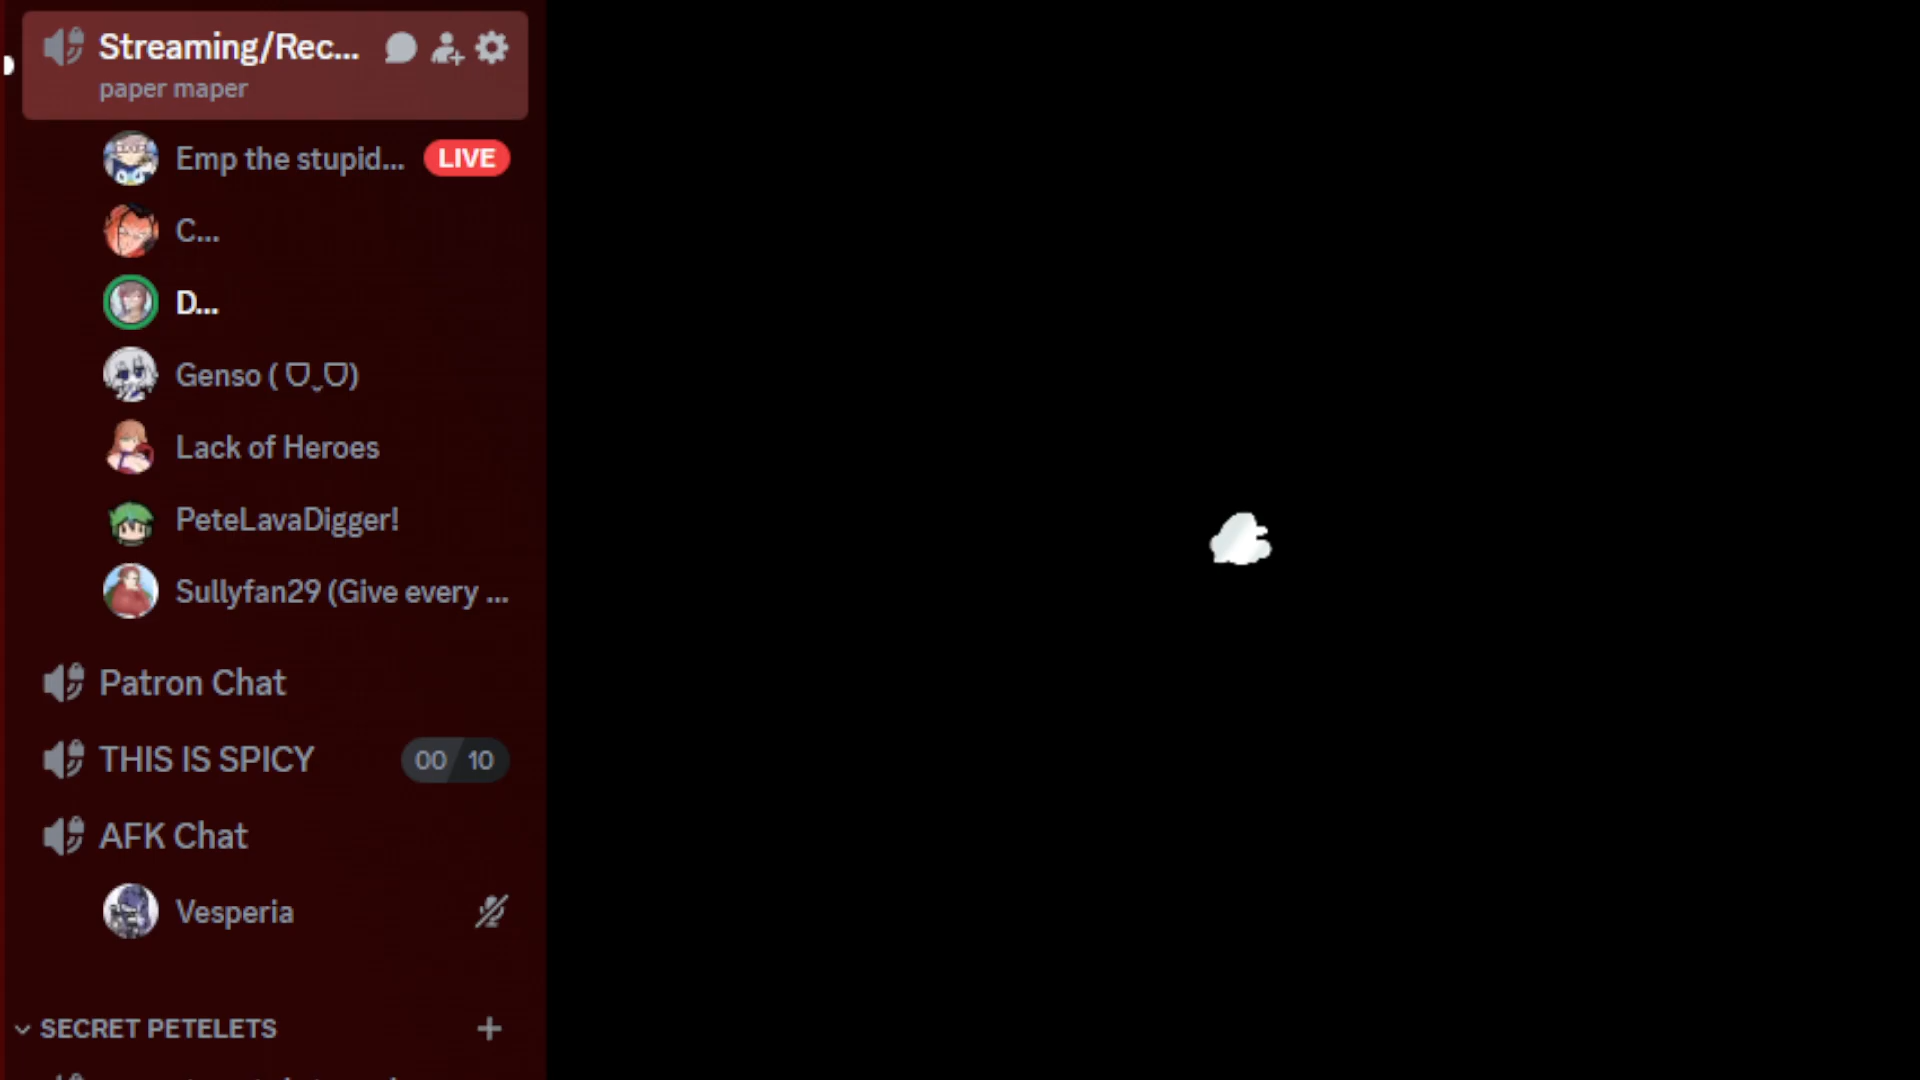 Streaming/Rec...
paper maper
Emp the stupid... LIVE
C...
D...
Genso ( ᗜ‿ᗜ)
Lack of Heroes
PeteLavaDigger!
Sullyfan29 (Give every ...
Patron Chat
THIS IS SPICY 00 10
AFK Chat
Vesperia
SECRET PETELETS